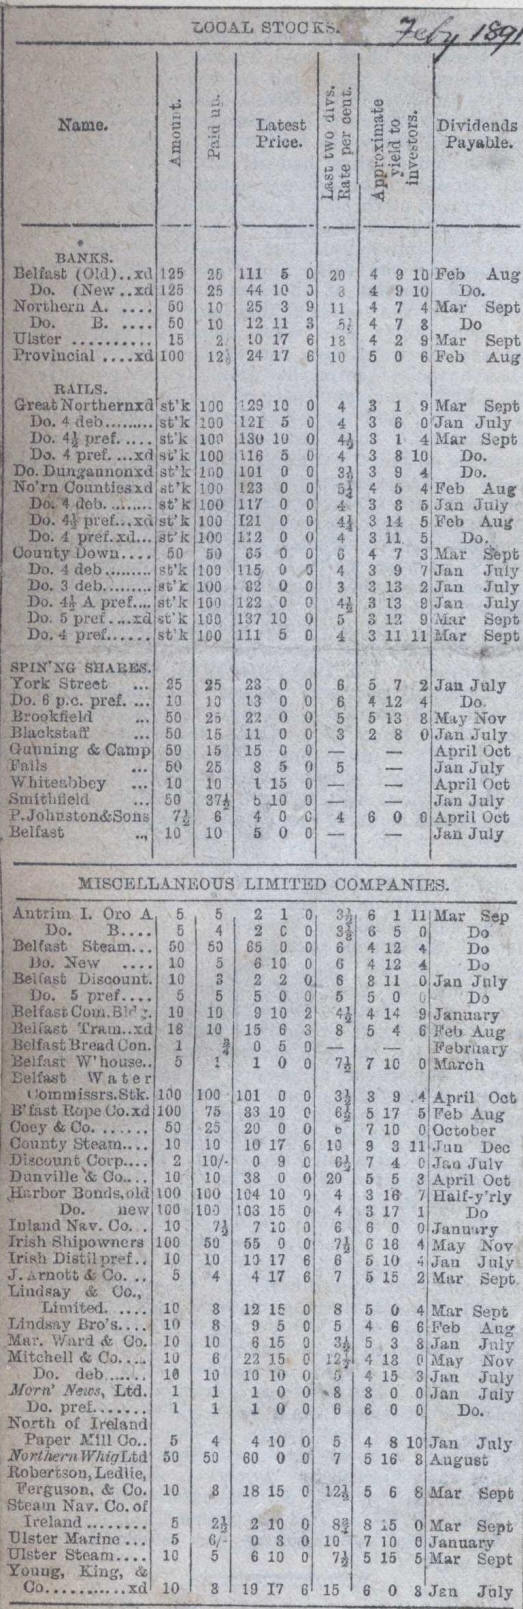 LOCAL STOCKS. Feby 1891
Name. Amount. Paid up. Latest Price. Last two divs. Rate per cent. Approximate yield to investors. Dividends Payable.
BANKS.
Belfast (Old)..xd 125 25 111 5 0 20 4 9 10 Feb Aug
Do. (New..xd 125 25 44 10 8 4 9 10 Do.
Northern A. .... 50 10 25 3 9 11 4 7 4 Mar Sept
Do. B. .... 50 10 12 11 3 5½ 4 7 8 Do
Ulster .......... 15 2 10 17 6 18 4 2 9 Mar Sept
Provincial ....xd 100 12½ 24 17 6 10 5 0 6 Feb Aug
RAILS.
Great Northernxd st'k 100 129 10 0 4 3 1 9 Mar Sept
Do. 4 deb......... st'k 100 121 5 0 4 3 6 0 Jan July
Do. 4½ pref..... st'k 100 130 10 0 4½ 3 1 4 Mar Sept
Do. 4 pref. ...xd st'k 100 116 5 0 4 3 8 10 Do.
Do. Dungannonxd st'k 100 101 0 0 3½ 3 9 4 Do.
No'rn Countiesxd st'k 100 123 0 0 5¼ 4 5 4 Feb Aug
Do. 4 deb. ........ st'k 100 117 0 0 4 3 8 5 Jan July
Do. 4½ pref...xd st'k 100 121 0 0 3 14 5 Feb Aug
Do. 4 pref.xd... st'k 100 112 0 0 4 3 11 5 Do.
County Down.... 50 50 65 0 0 6 4 7 3 Mar Sept
Do. 4 deb ......... st'k 100 115 0 0 4 3 9 7 Jan July
Do. 3 deb......... st'k 100 82 0 0 3 3 13 2 Jan July
Do. 4½ A pref.... st'k 100 122 0 0 4½ 3 13 8 Jan July
Do. 5 pref. ...xd st'k 100 137 10 0 5 3 12 9 Mar Sept
Do. 4 pref...... st'k 100 111 5 0 4 3 11 11 Mar Sept
SPIN'NG SHARES.
York Street ... 25 25 23 0 0 6 5 7 2 Jan July
Do. 6 p.c. pref. ... 10 10 13 0 0 6 4 12 4 Do.
Brookfield ... 50 25 22 0 0 5 5 13 8 May Nov
Blackstaff ... 50 15 11 0 0 3 2 8 0 Jan July
Gunning & Camp 50 15 15 0 0 — — April Oct
Falls ... 50 25 8 5 0 5 — Jan July
Whiteabbey ... 10 10 1 15 0 — — April Oct
Smithfield ... 50 37½ 10 0 — — Jan July
P.Johnston&Sons 7½ 6 4 0 0 4 6 0 0 April Oct
Belfast .., 10 10 5 0 0 — — Jan July
MISCELLANEOUS LIMITED COMPANIES.
Antrim I. Oro A 5 5 2 1 0 3½ 6 1 11 Mar Sep
Do. B.... 5 4 2 0 0 6 5 0 Do
Belfast Steam... 50 50 65 0 0 6 4 12 4 Do
Do. New .... 10 5 6 10 0 6 4 12 4 Do
Belfast Discount. 10 3 2 2 0 6 8 11 0 Jan July
Do. 5 pref.... 5 5 5 0 0 5 5 0 0 Do
Belfast Com.Bldg. 10 10 9 10 2 4½ 4 14 9 January
Belfast Tram..xd 18 10 15 6 3 8 5 4 6 Feb Aug
Belfast Bread Con. 1 ¾ 0 5 0 — — February
Belfast W'house.. 5 1 1 0 0 7½ 7 10 0 March
Belfast Water
Commissrs.Stk. 100 100 101 0 0 3½ 3 9 4 April Oct
B'fast Rope Co.xd 100 75 83 10 0 6½ 5 17 5 Feb Aug
Coey & Co. ...... 50 25 20 0 0 7 10 0 October
County Steam.... 10 10 10 17 6 10 9 3 11 Jun Dec
Discount Corp.... 2 10/- 0 9 0 6½ 7 4 0 Jan July
Dunville & Co.... 10 10 38 0 0 20 5 5 3 April Oct
Harbor Bonds,old 100 100 104 10 0 4 3 16 7 Half-y'rly
Do. new 100 100 103 15 0 4 3 17 1 Do
Inland Nav. Co... 10 7½ 7 10 0 6 6 0 0 January
Irish Shipowners 100 50 55 0 0 7½ 6 16 4 May Nov
Irish Distil pref.. 10 10 10 17 6 6 5 10 4 Jan July
J. Arnott & Co. .. 5 4 4 17 6 7 5 15 2 Mar Sept.
Lindsay & Co.,
Limited. ..... 10 8 12 15 0 8 5 0 4 Mar Sept
Lindsay Bro's.... 10 8 9 5 0 5 4 6 6 Feb Aug
Mar. Ward & Co. 10 10 6 15 0 3½ 5 3 8 Jan July
Mitchell & Co.... 10 6 22 15 0 12½ 4 18 0 May Nov
Do. deb...... 10 10 10 10 0 5 4 15 3 Jan July
Morn' News, Ltd. 1 1 1 0 0 8 8 0 0 Jan July
Do. pref....... 1 1 1 0 0 6 6 0 0 Do.
North of Ireland
Paper Mill Co.. 5 4 4 10 0 5 4 8 10 Jan July
Northern Whig Ltd 50 50 60 0 0 7 5 16 8 August
Robertson, Ledlie,
Ferguson, & Co. 10 8 18 15 0 12½ 5 6 8 Mar Sept
Steam Nav. Co. of
Ireland ........ 5 2½ 2 10 0 8¾ 8 15 0 Mar Sept
Ulster Marine... 5 6/- 0 8 0 10 7 10 0 January
Ulster Steam.... 10 5 6 10 0 7½ 5 15 5 Mar Sept
Young, King, &
Co...........xd 10 8 19 17 6 15 6 0 8 Jan July